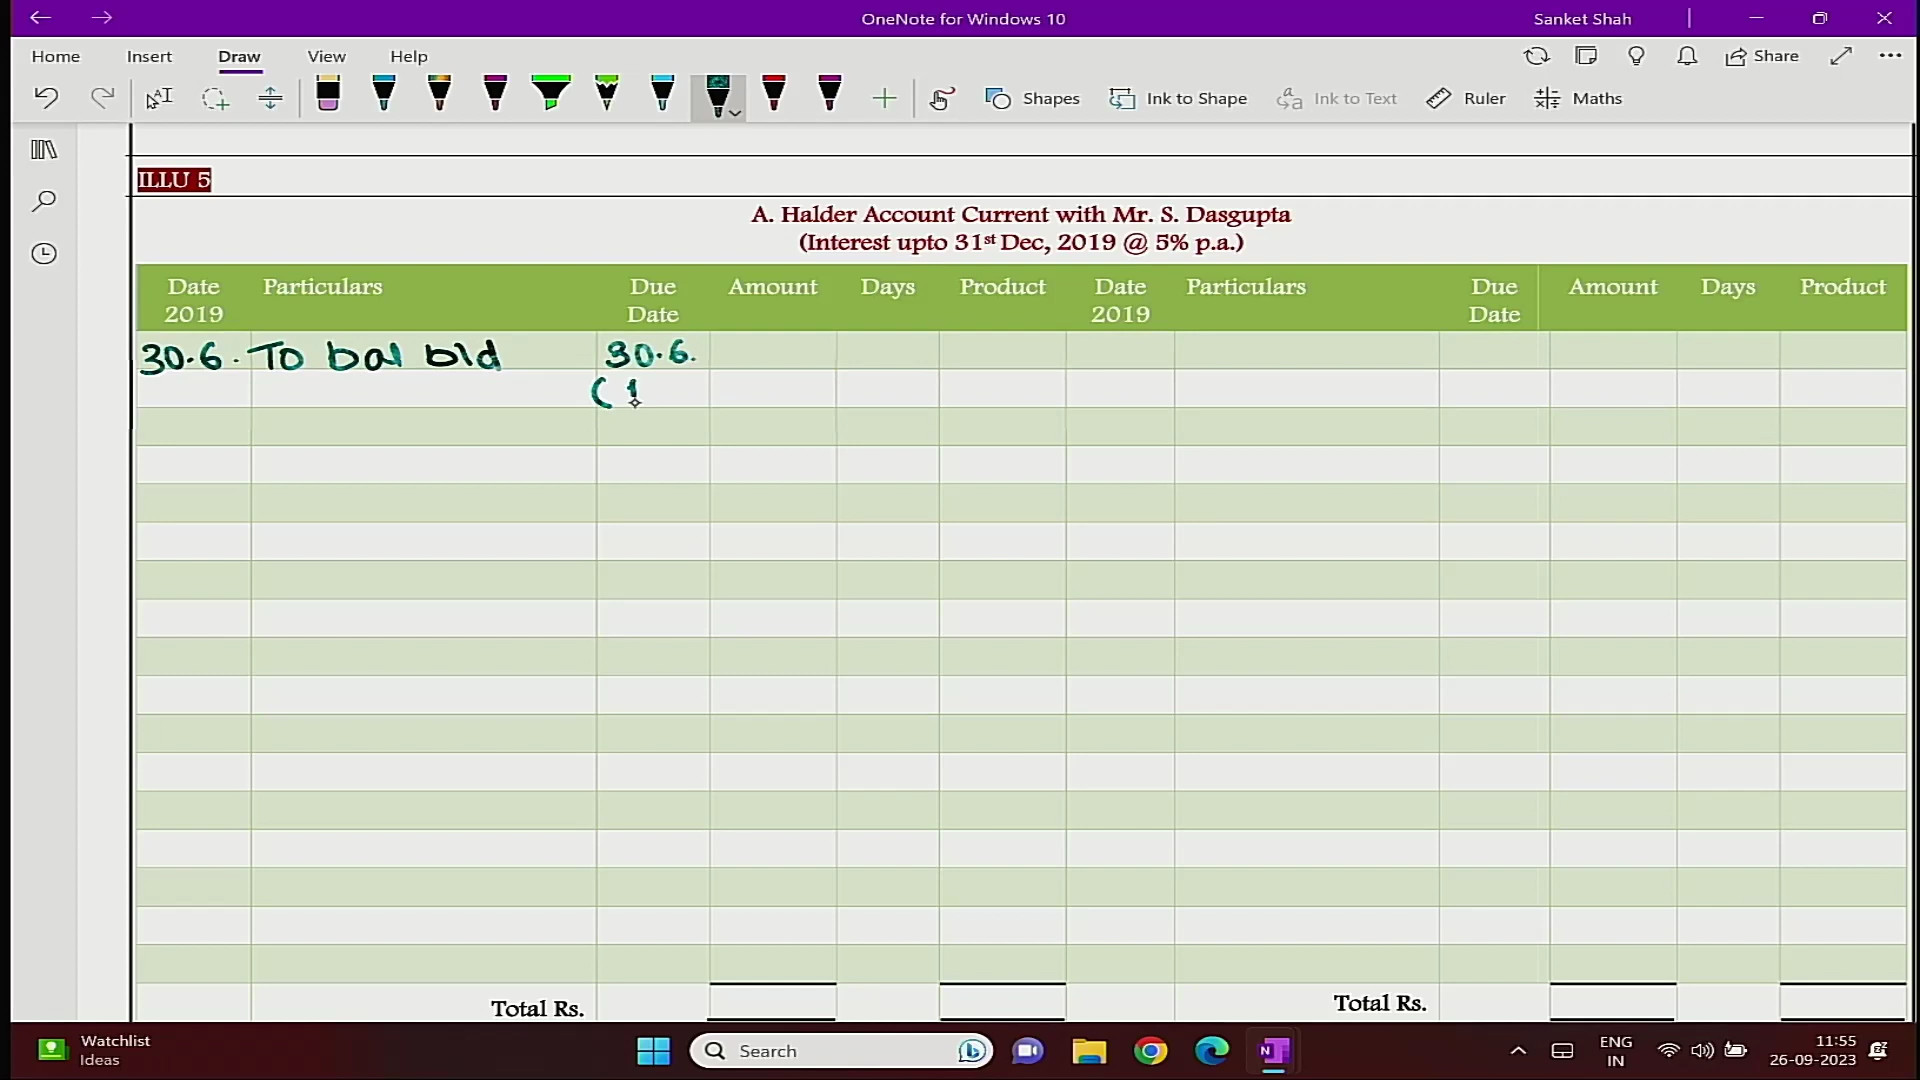 OneNote for Windows 10
Sanket Shah
Home Insert Draw View Help
Share
Shapes Ink to Shape Ink to Text Ruler Maths
ILLU 5
A. Halder Account Current with Mr. S. Dasgupta
(Interest upto 31st Dec, 2019 @ 5% p.a.)
Date 2019 Particulars Due Date Amount Days Product Date 2019 Particulars Due Date Amount Days Product
30.6. To bal b/d 30.6.
( 1
Total Rs. Total Rs.
Watchlist
Ideas
Search
ENG
IN
11:55
26-09-2023